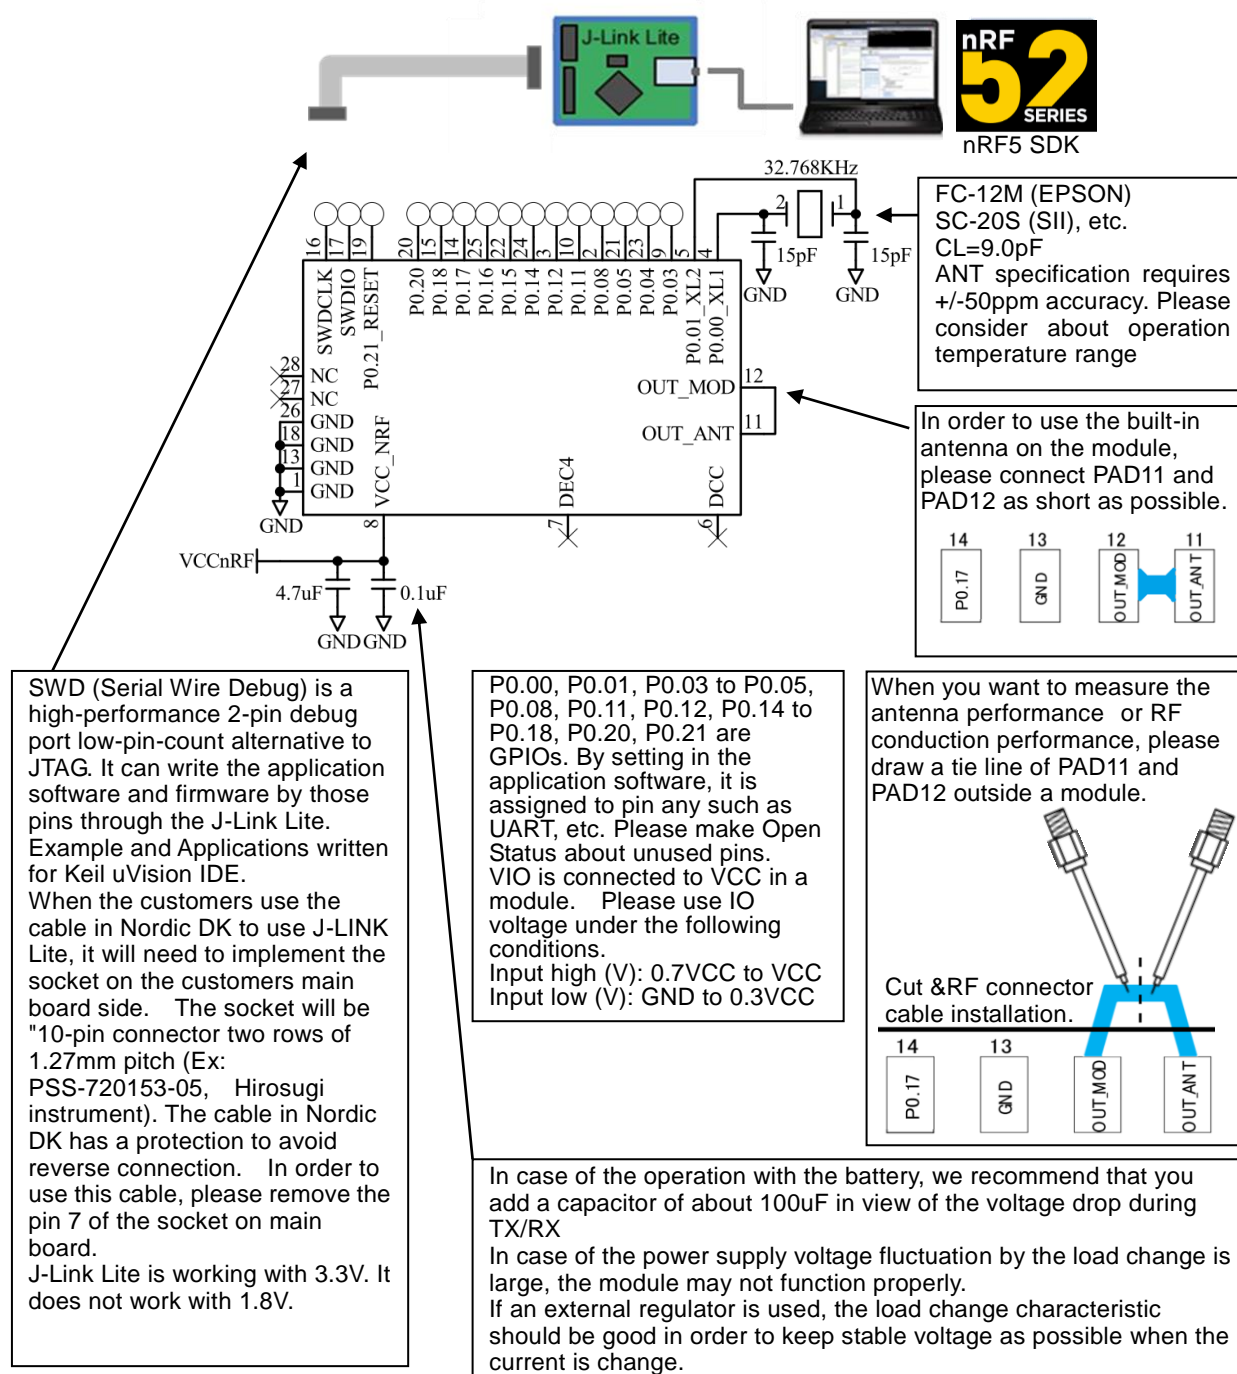 J-Link Lite
nRF
52
SERIES
nRF5 SDK
32.768KHz
2
1
15pF
15pF
GND
GND
FC-12M (EPSON)
SC-20S (SII), etc.
CL=9.0pF
ANT specification requires
+/-50ppm accuracy. Please
consider about operation
temperature range
16
17
19
20
15
14
25
22
24
3
10
2
21
23
9
5
4
SWDCLK
SWDIO
P0.21_RESET
P0.20
P0.18
P0.17
P0.16
P0.15
P0.14
P0.12
P0.11
P0.08
P0.05
P0.04
P0.03
P0.01_XL2
P0.00_XL1
28
NC
27
NC
26
GND
18
GND
13
GND
1
GND
GND
OUT_MOD
12
OUT_ANT
11
VCC_NRF
8
DEC4
7
DCC
6
VCCnRF
4.7uF
0.1uF
GND
GND
In order to use the built-in
antenna on the module,
please connect PAD11 and
PAD12 as short as possible.
14
13
12
11
P0.17
GND
OUT_MOD
OUT_ANT
SWD (Serial Wire Debug) is a
high-performance 2-pin debug
port low-pin-count alternative to
JTAG. It can write the application
software and firmware by those
pins through the J-Link Lite.
Example and Applications written
for Keil uVision IDE.
When the customers use the
cable in Nordic DK to use J-LINK
Lite, it will need to implement the
socket on the customers main
board side. The socket will be
"10-pin connector two rows of
1.27mm pitch (Ex:
PSS-720153-05, Hirosugi
instrument). The cable in Nordic
DK has a protection to avoid
reverse connection. In order to
use this cable, please remove the
pin 7 of the socket on main
board.
J-Link Lite is working with 3.3V. It
does not work with 1.8V.
P0.00, P0.01, P0.03 to P0.05,
P0.08, P0.11, P0.12, P0.14 to
P0.18, P0.20, P0.21 are
GPIOs. By setting in the
application software, it is
assigned to pin any such as
UART, etc. Please make Open
Status about unused pins.
VIO is connected to VCC in a
module. Please use IO
voltage under the following
conditions.
Input high (V): 0.7VCC to VCC
Input low (V): GND to 0.3VCC
When you want to measure the
antenna performance or RF
conduction performance, please
draw a tie line of PAD11 and
PAD12 outside a module.
Cut &RF connector
cable installation.
14
13
P0.17
GND
OUT_MOD
OUT_ANT
In case of the operation with the battery, we recommend that you
add a capacitor of about 100uF in view of the voltage drop during
TX/RX
In case of the power supply voltage fluctuation by the load change is
large, the module may not function properly.
If an external regulator is used, the load change characteristic
should be good in order to keep stable voltage as possible when the
current is change.